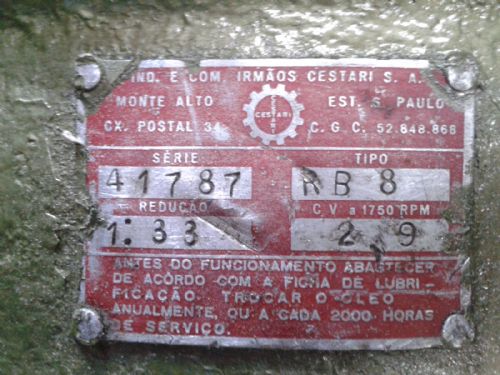 IND. E COM. IRMÃOS CESTARI S. A.
MONTE ALTO EST. S. PAULO
CX. POSTAL 34 C. G. C. 52.848.868
CESTARI
SÉRIE TIPO
41787 RB 8
REDUÇÃO C.V. a 1750 RPM
1:33 2,9
ANTES DO FUNCIONAMENTO ABASTECER
DE ACÔRDO COM A FICHA DE LUBRI-
FICAÇÃO. TROCAR O ÓLEO
ANUALMENTE, OU A CADA 2000 HORAS
DE SERVIÇO.